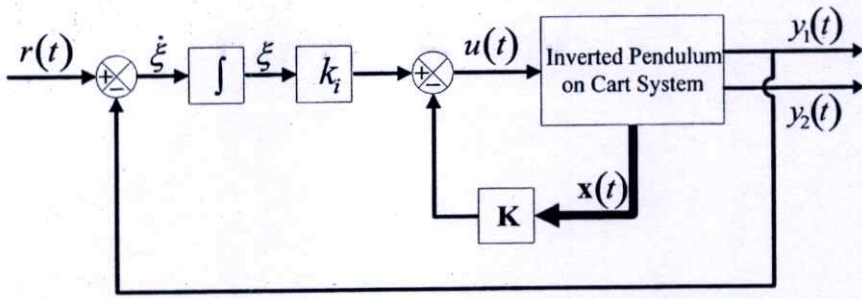 r(t)
+
−
ξ̇
∫
ξ
k_i
+
−
u(t)
Inverted Pendulum
on Cart System
y₁(t)
y₂(t)
x(t)
K